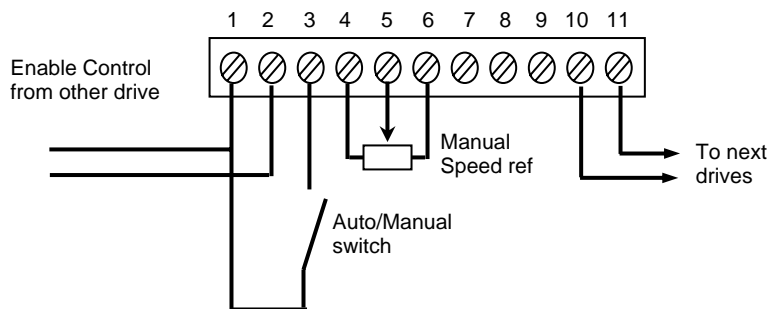 1 2 3 4 5 6 7 8 9 10 11
Enable Control
from other drive
Manual
Speed ref
To next
drives
Auto/Manual
switch